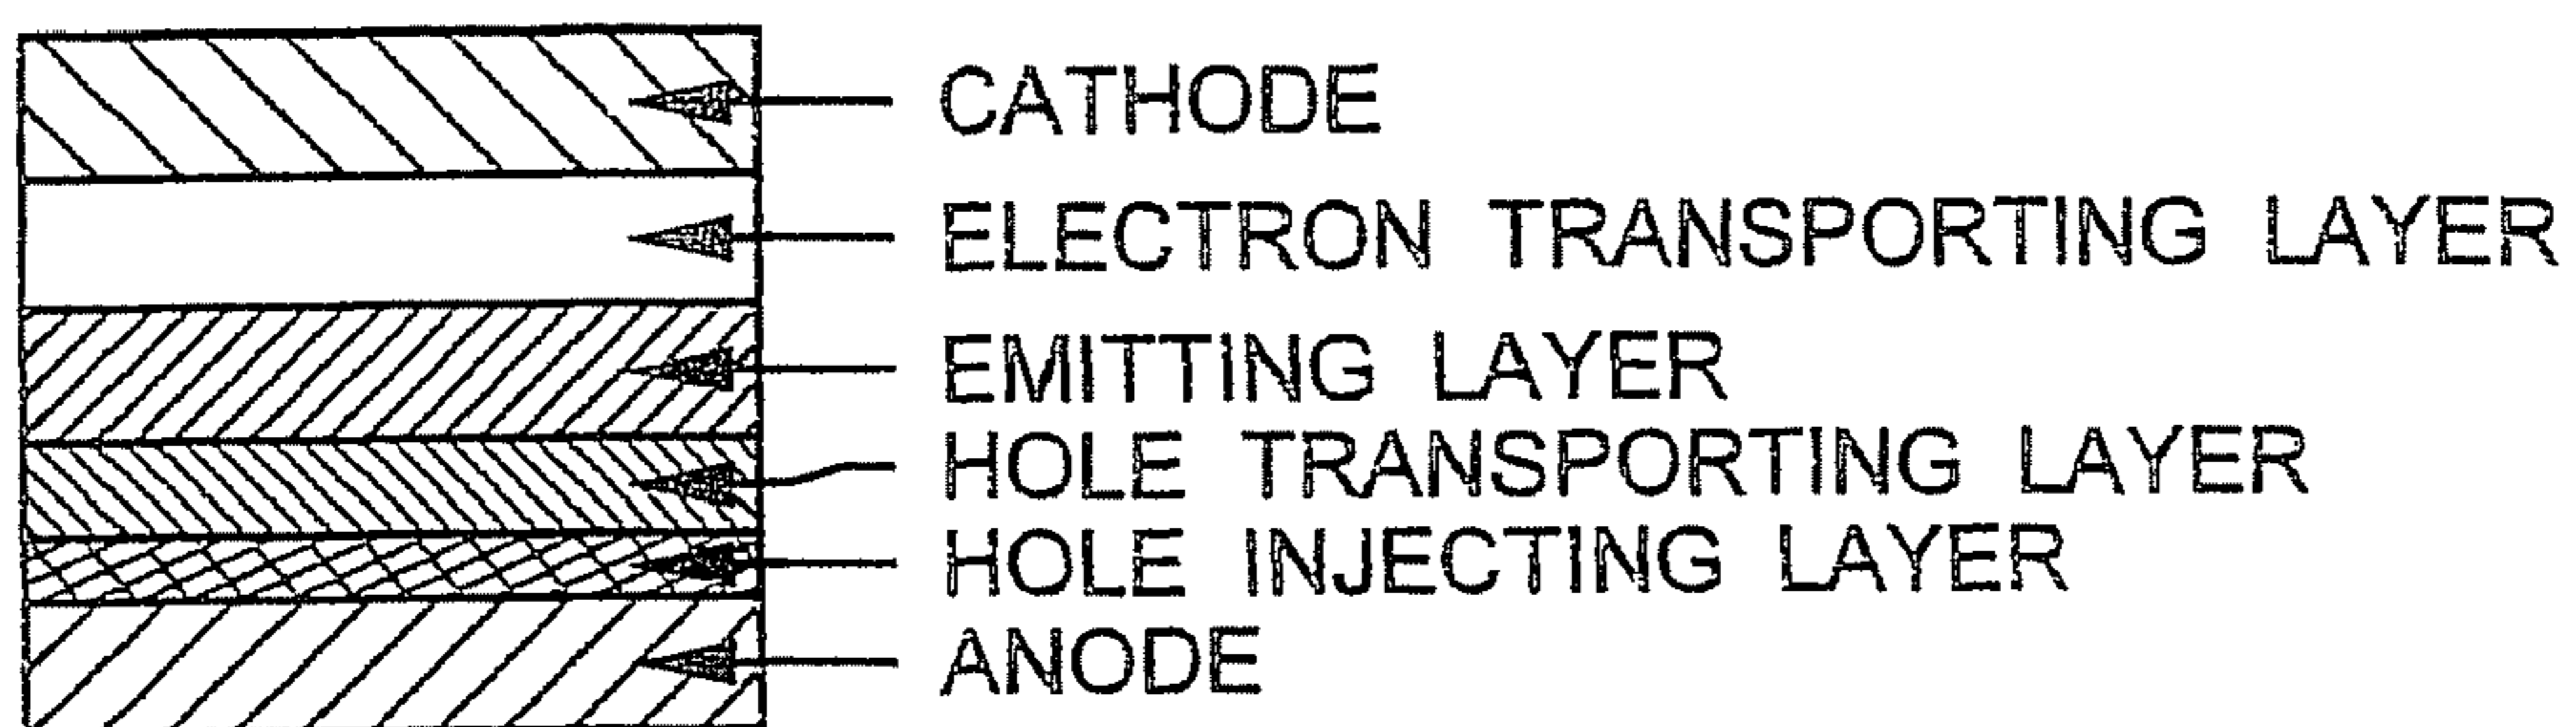 CATHODE
ELECTRON TRANSPORTING LAYER
EMITTING LAYER
HOLE TRANSPORTING LAYER
HOLE INJECTING LAYER
ANODE